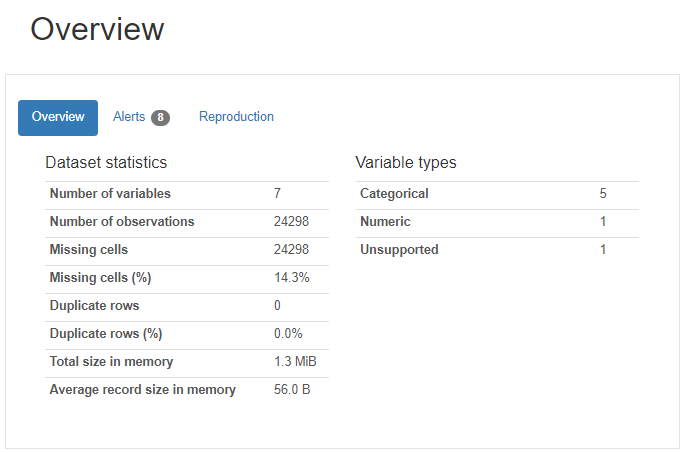 Overview
Overview Alerts 8 Reproduction
Dataset statistics
Number of variables 7
Number of observations 24298
Missing cells 24298
Missing cells (%) 14.3%
Duplicate rows 0
Duplicate rows (%) 0.0%
Total size in memory 1.3 MiB
Average record size in memory 56.0 B
Variable types
Categorical 5
Numeric 1
Unsupported 1